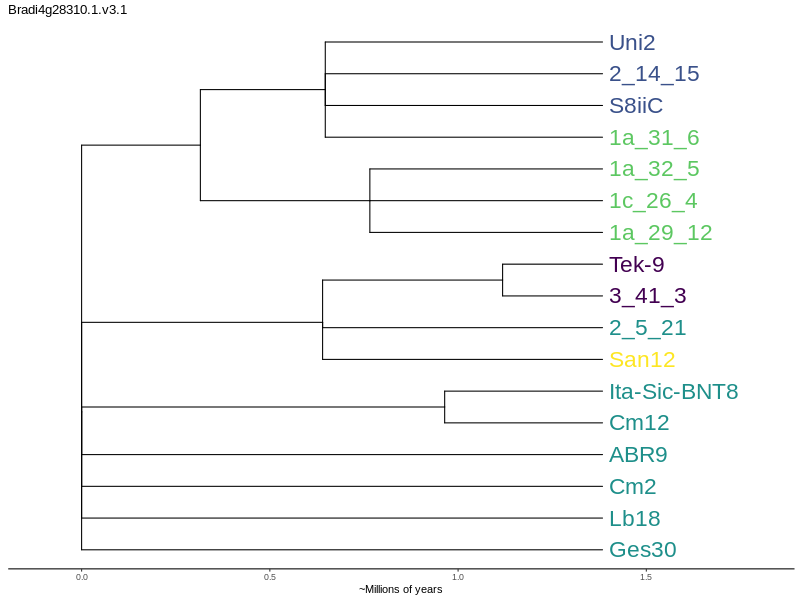 Bradi4g28310.1.v3.1
Uni2
2_14_15
S8iiC
1a_31_6
1a_32_5
1c_26_4
1a_29_12
Tek-9
3_41_3
2_5_21
San12
Ita-Sic-BNT8
Cm12
ABR9
Cm2
Lb18
Ges30
0.0 0.5 1.0 1.5
~Millions of years